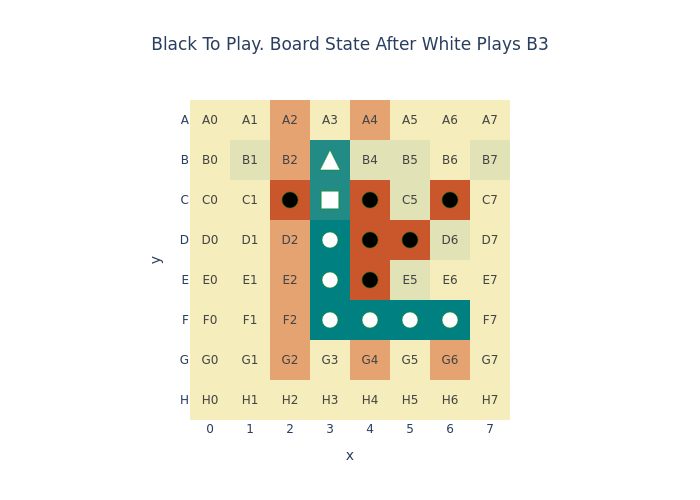 Black To Play. Board State After White Plays B3
A A0 A1 A2 A3 A4 A5 A6 A7
B B0 B1 B2 B4 B5 B6 B7
C C0 C1 C5 C7
D D0 D1 D2 D6 D7
E E0 E1 E2 E5 E6 E7
F F0 F1 F2 F7
G G0 G1 G2 G3 G4 G5 G6 G7
H H0 H1 H2 H3 H4 H5 H6 H7
0 1 2 3 4 5 6 7
x
y